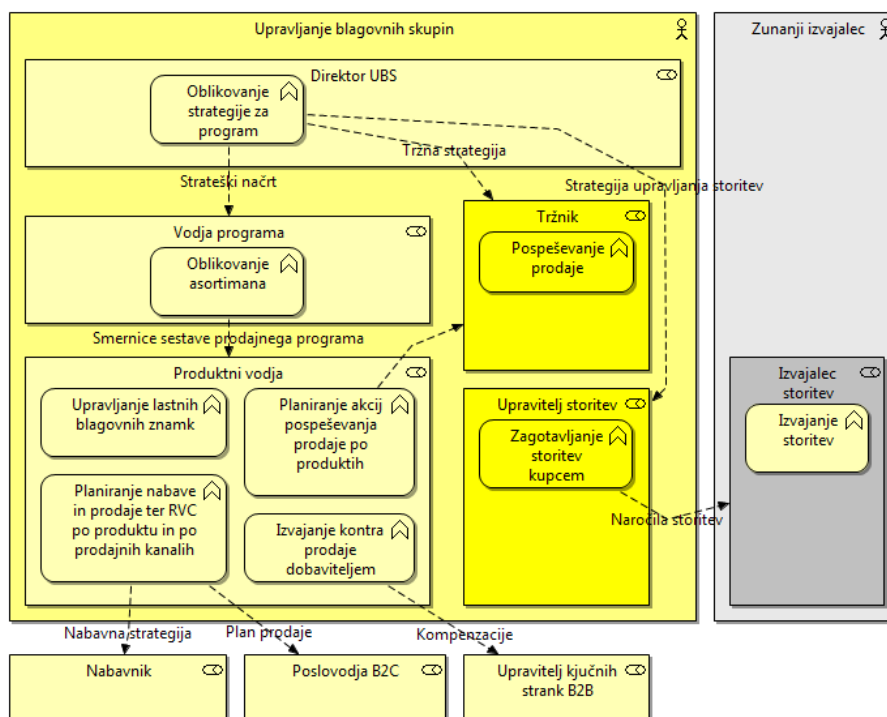 Upravljanje blagovnih skupin
Zunanji izvajalec
Direktor UBS
Oblikovanje
strategije za
program
Tržna strategija
Strateški načrt
Strategija upravljanja storitev
Vodja programa
Oblikovanje
asortimana
Tržnik
Pospeševanje
prodaje
Smernice sestave prodajnega programa
Produktni vodja
Upravljanje lastnih
blagovnih znamk
Planiranje akcij
pospeševanja
prodaje po
produktih
Planiranje nabave
in prodaje ter RVC
po produktu in po
prodajnih kanalih
Izvajanje kontra
prodaje
dobaviteljem
Upravitelj storitev
Zagotavljanje
storitev
kupcem
Izvajalec
storitev
Izvajanje
storitev
Naročila storitev
Nabavna strategija
Plan prodaje
Kompenzacije
Nabavnik
Poslovodja B2C
Upravitelj ključnih
strank B2B